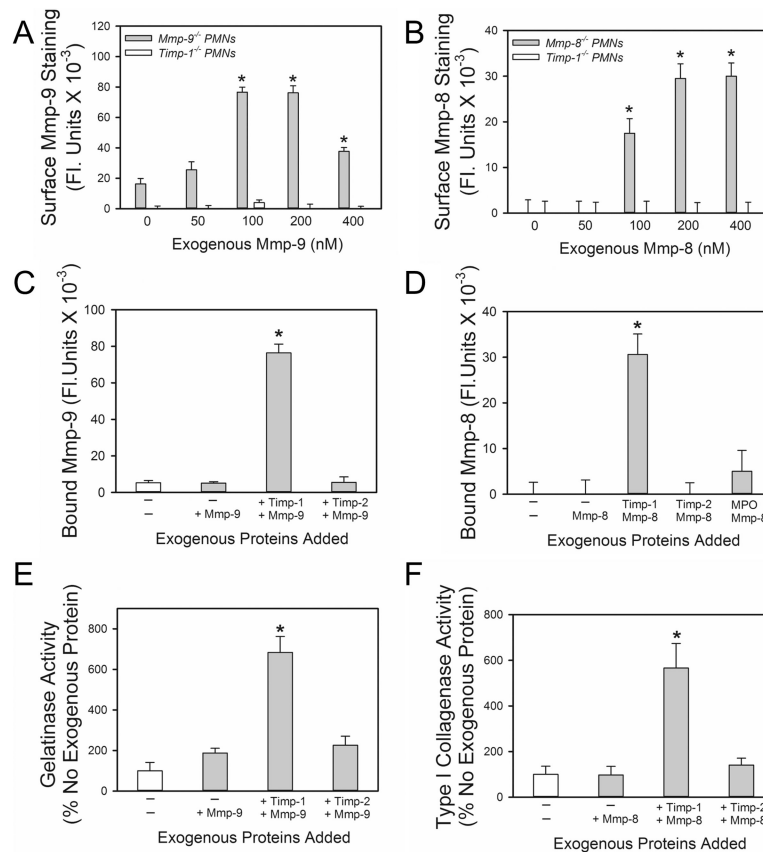 A
Surface Mmp-9 Staining
(Fl. Units X 10⁻³)
120
100
80
60
40
20
0
Mmp-9⁻/⁻ PMNs
Timp-1⁻/⁻ PMNs
* * *
0 50 100 200 400
Exogenous Mmp-9 (nM)
B
Surface Mmp-8 Staining
(Fl. Units X 10⁻³)
40
30
20
10
0
Mmp-8⁻/⁻ PMNs
Timp-1⁻/⁻ PMNs
* * *
0 50 100 200 400
Exogenous Mmp-8 (nM)
C
Bound Mmp-9 (Fl.Units X 10⁻³)
100
80
60
40
20
0
*
– – + Timp-1 + Timp-2
– + Mmp-9 + Mmp-9 + Mmp-9
Exogenous Proteins Added
D
Bound Mmp-8 (Fl.Units X 10⁻³)
40
30
20
10
0
*
– – Timp-1 Timp-2 MPO
– Mmp-8 Mmp-8 Mmp-8 Mmp-8
Exogenous Proteins Added
E
Gelatinase Activity
(% No Exogenous Protein)
800
600
400
200
0
*
– – + Timp-1 + Timp-2
– + Mmp-9 + Mmp-9 + Mmp-9
Exogenous Proteins Added
F
Type I Collagenase Activity
(% No Exogenous Protein)
800
600
400
200
0
*
– – + Timp-1 + Timp-2
– + Mmp-8 + Mmp-8 + Mmp-8
Exogenous Proteins Added